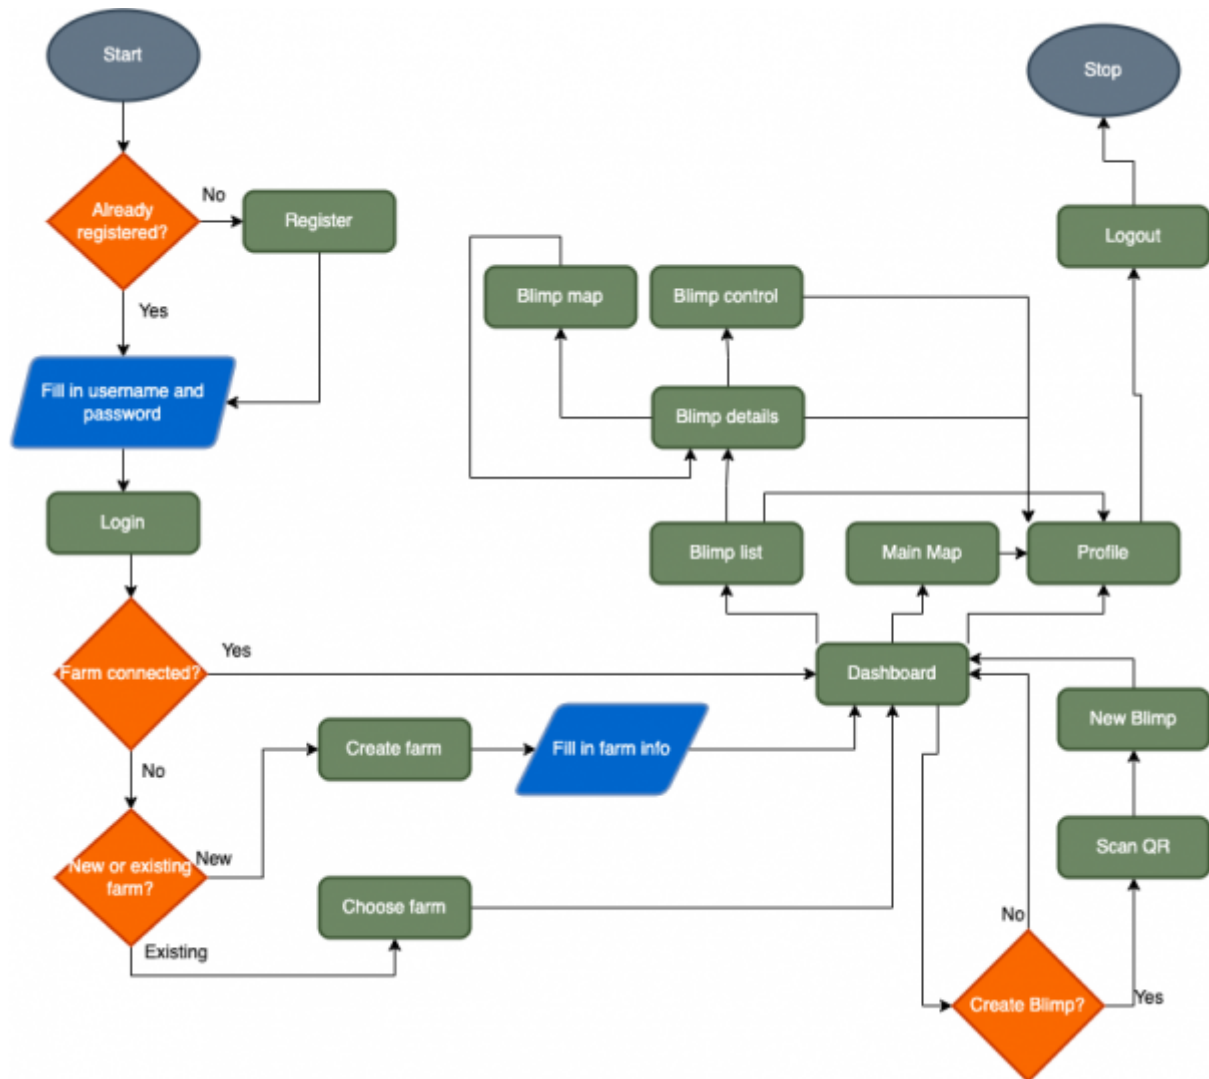 Start
Stop
No
Already
registered?
Register
Logout
Yes
Blimp map
Blimp control
Fill in username and
password
Blimp details
Login
Blimp list
Main Map
Profile
Yes
Farm connected?
Dashboard
New Blimp
Create farm
Fill in farm info
No
Scan QR
New or existing
farm?
New
Choose farm
No
Existing
Create Blimp?
Yes